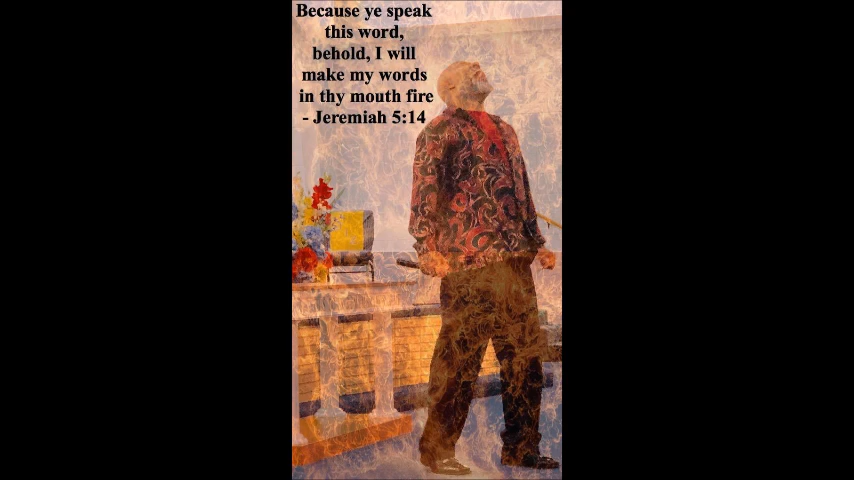 Because ye speak
this word,
behold, I will
make my words
in thy mouth fire
- Jeremiah 5:14